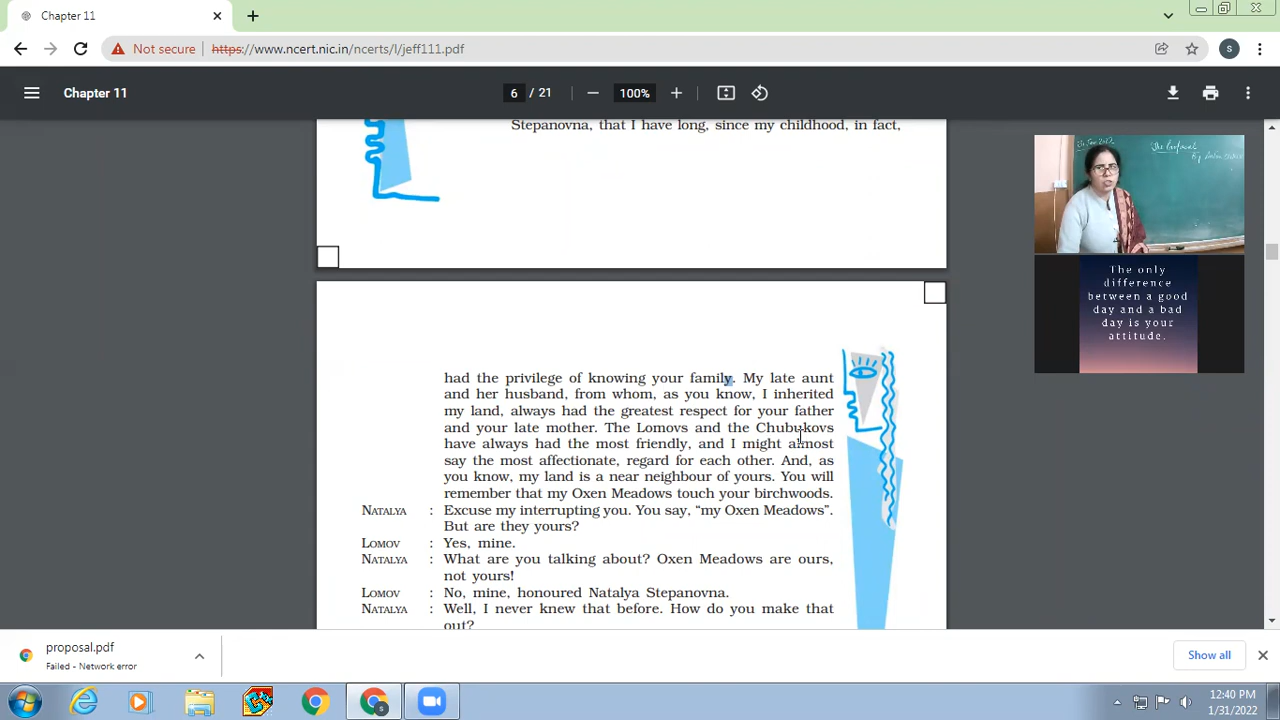 Chapter 11
Not secure
https://www.ncert.nic.in/ncerts/l/jeff111.pdf
S
Chapter 11
6 / 21
100%
Stepanovna, that I have long, since my childhood, in fact,
had the privilege of knowing your family. My late aunt
and her husband, from whom, as you know, I inherited
my land, always had the greatest respect for your father
and your late mother. The Lomovs and the Chubukovs
have always had the most friendly, and I might almost
say the most affectionate, regard for each other. And, as
you know, my land is a near neighbour of yours. You will
remember that my Oxen Meadows touch your birchwoods.
NATALYA : Excuse my interrupting you. You say, “my Oxen Meadows”.
But are they yours?
LOMOV : Yes, mine.
NATALYA : What are you talking about? Oxen Meadows are ours,
not yours!
LOMOV : No, mine, honoured Natalya Stepanovna.
NATALYA : Well, I never knew that before. How do you make that
out?
The Proposal
The only
difference
between a good
day and a bad
day is your
attitude.
proposal.pdf
Failed - Network error
Show all
S
12:40 PM
1/31/2022